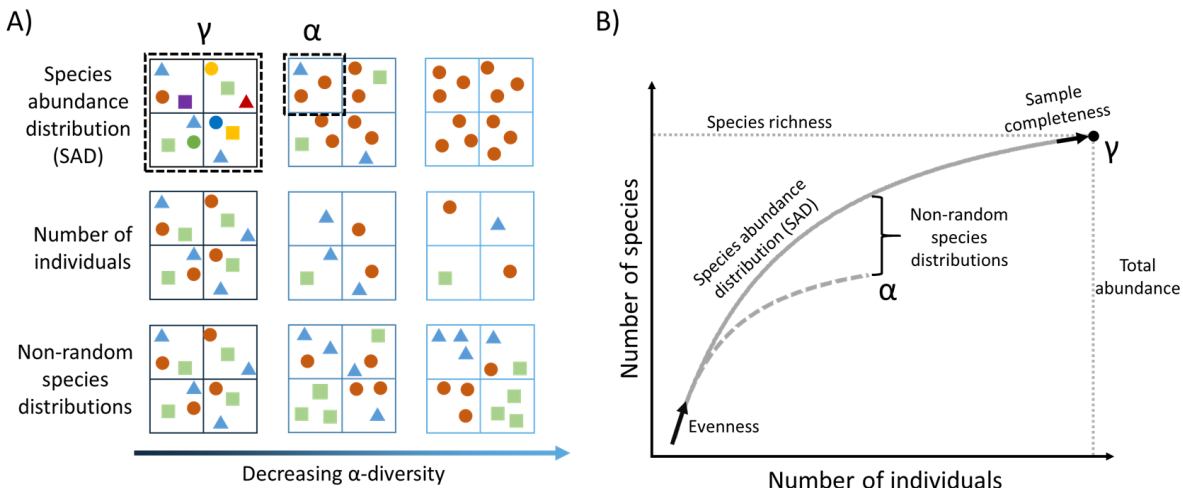 A)
γ
α
Species
abundance
distribution
(SAD)
Number of
individuals
Non-random
species
distributions
Decreasing α-diversity
B)
Number of species
Species richness
Sample
completeness
γ
Species abundance
distribution (SAD)
Non-random
species
distributions
α
Total
abundance
Evenness
Number of individuals